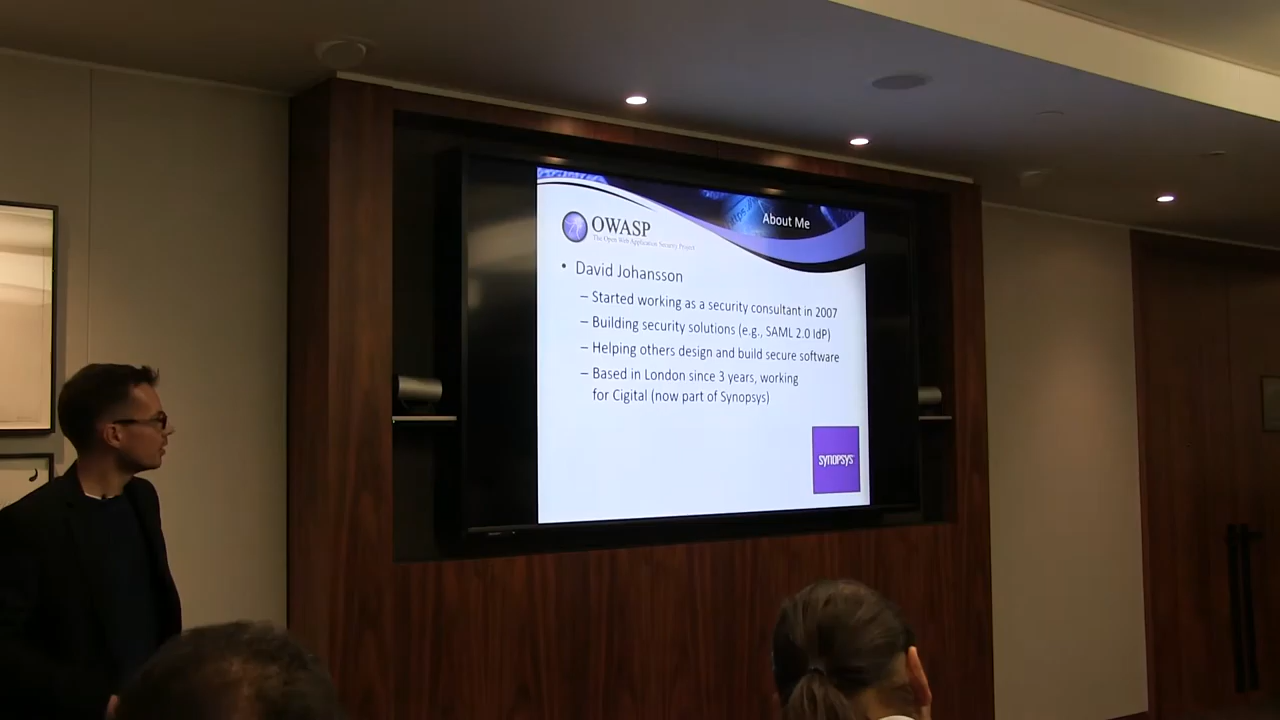 About Me
OWASP
The Open Web Application Security Project
• David Johansson
– Started working as a security consultant in 2007
– Building security solutions (e.g., SAML 2.0 IdP)
– Helping others design and build secure software
– Based in London since 3 years, working
for Cigital (now part of Synopsys)
SYNOPSYS